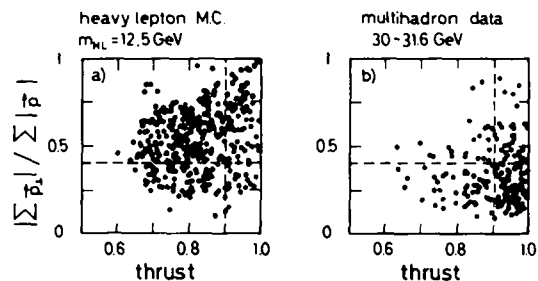 heavy lepton M.C.
m_HL = 12.5 GeV
multihadron data
30-31.6 GeV
|Σp⃗_⊥| / Σ|p⃗|
a)
1
0.5
0
0.6 0.8 1.0
thrust
b)
1
0.5
0
0.6 0.8 1.0
thrust